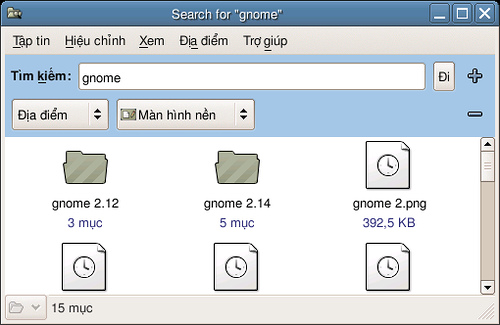 Search for "gnome"
Tập tin Hiệu chỉnh Xem Địa điểm Trợ giúp
Tìm kiếm: gnome Đi
Địa điểm Màn hình nền
gnome 2.12 gnome 2.14 gnome 2.png
3 mục 5 mục 392,5 KB
15 mục